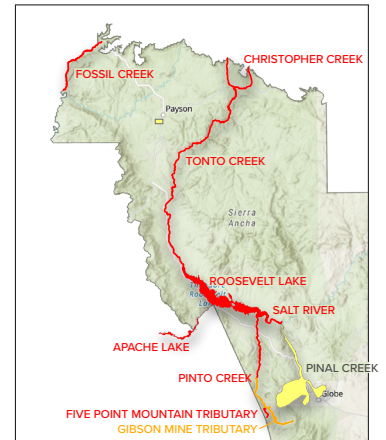 CHRISTOPHER CREEK
FOSSIL CREEK
Payson
TONTO CREEK
Sierra
Ancha
ROOSEVELT LAKE
SALT RIVER
APACHE LAKE
PINAL CREEK
PINTO CREEK
Globe
FIVE POINT MOUNTAIN TRIBUTARY
GIBSON MINE TRIBUTARY